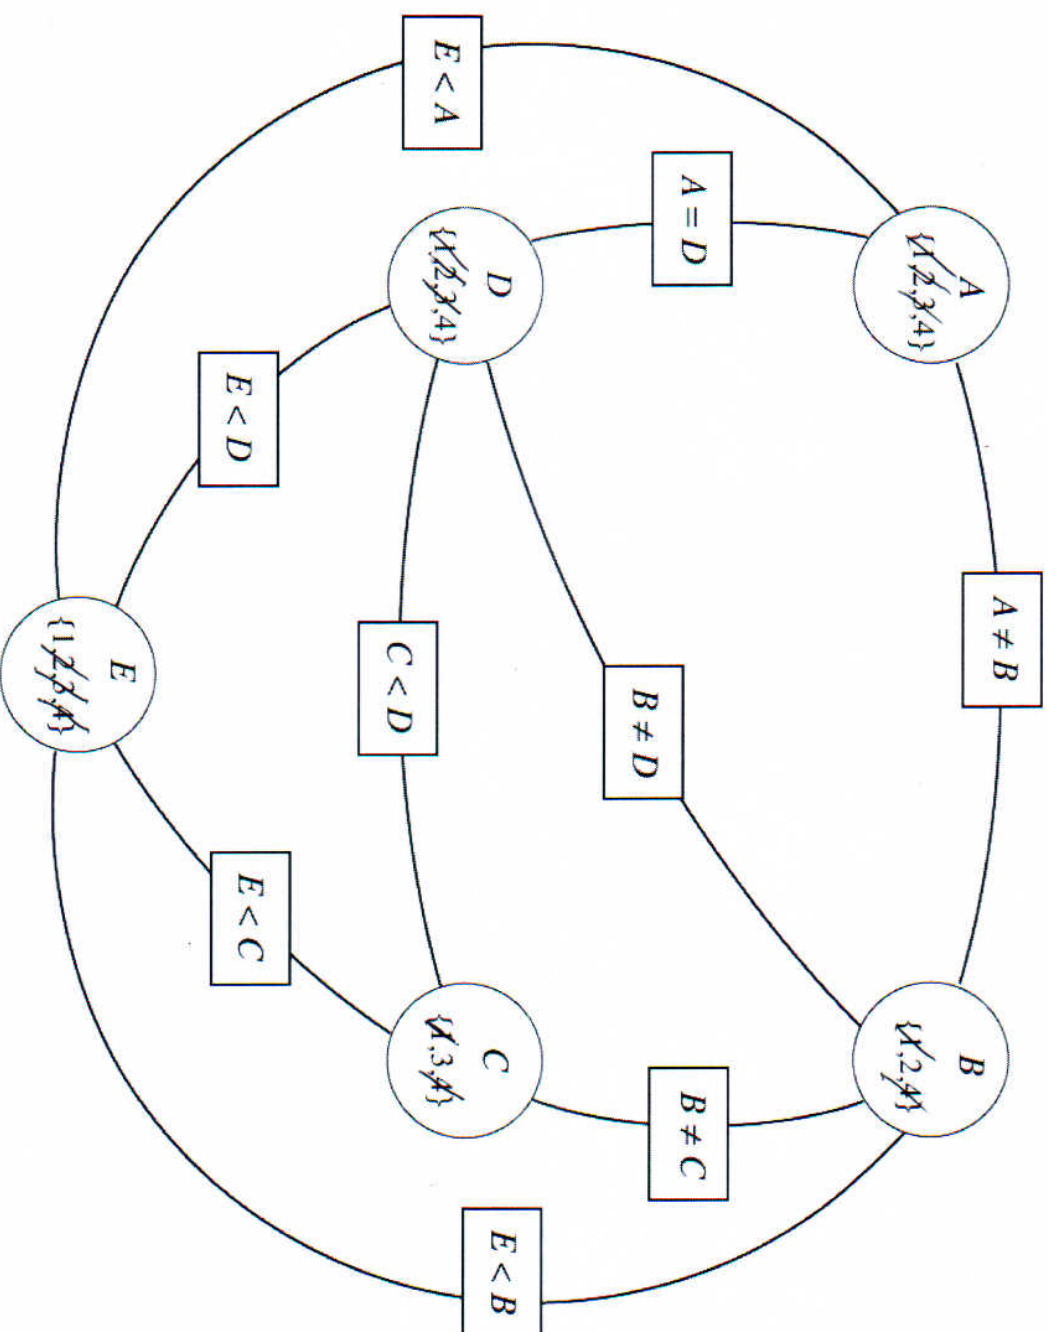 A ≠ B
A
{1,2,3,4}
B
{1,2,4}
A = D
B ≠ D
B ≠ C
D
{1,2,3,4}
C
{1,3,4}
C < D
E < A
E < D
E < C
E < B
E
{1,2,3,4}